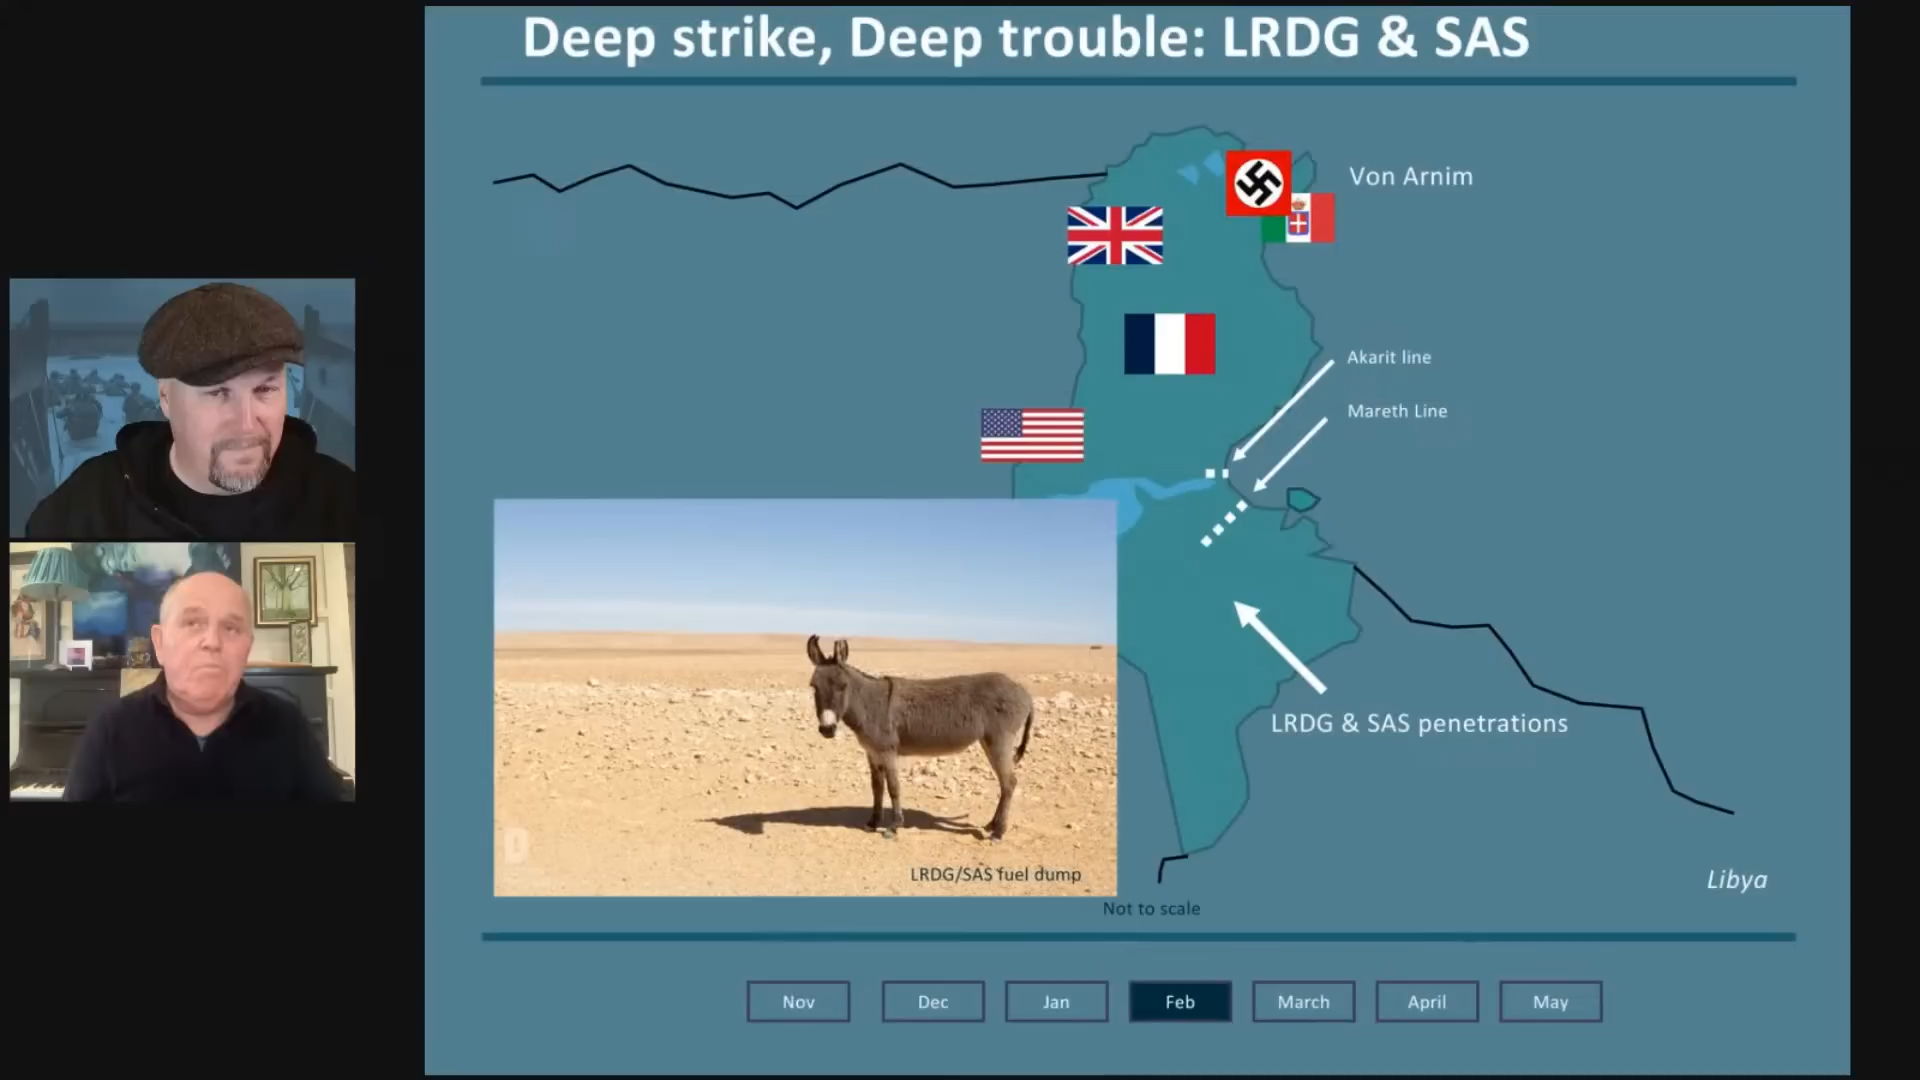 Deep strike, Deep trouble: LRDG & SAS
Von Arnim
Akarit line
Mareth Line
LRDG & SAS penetrations
LRDG/SAS fuel dump
Libya
Not to scale
Nov
Dec
Jan
Feb
March
April
May